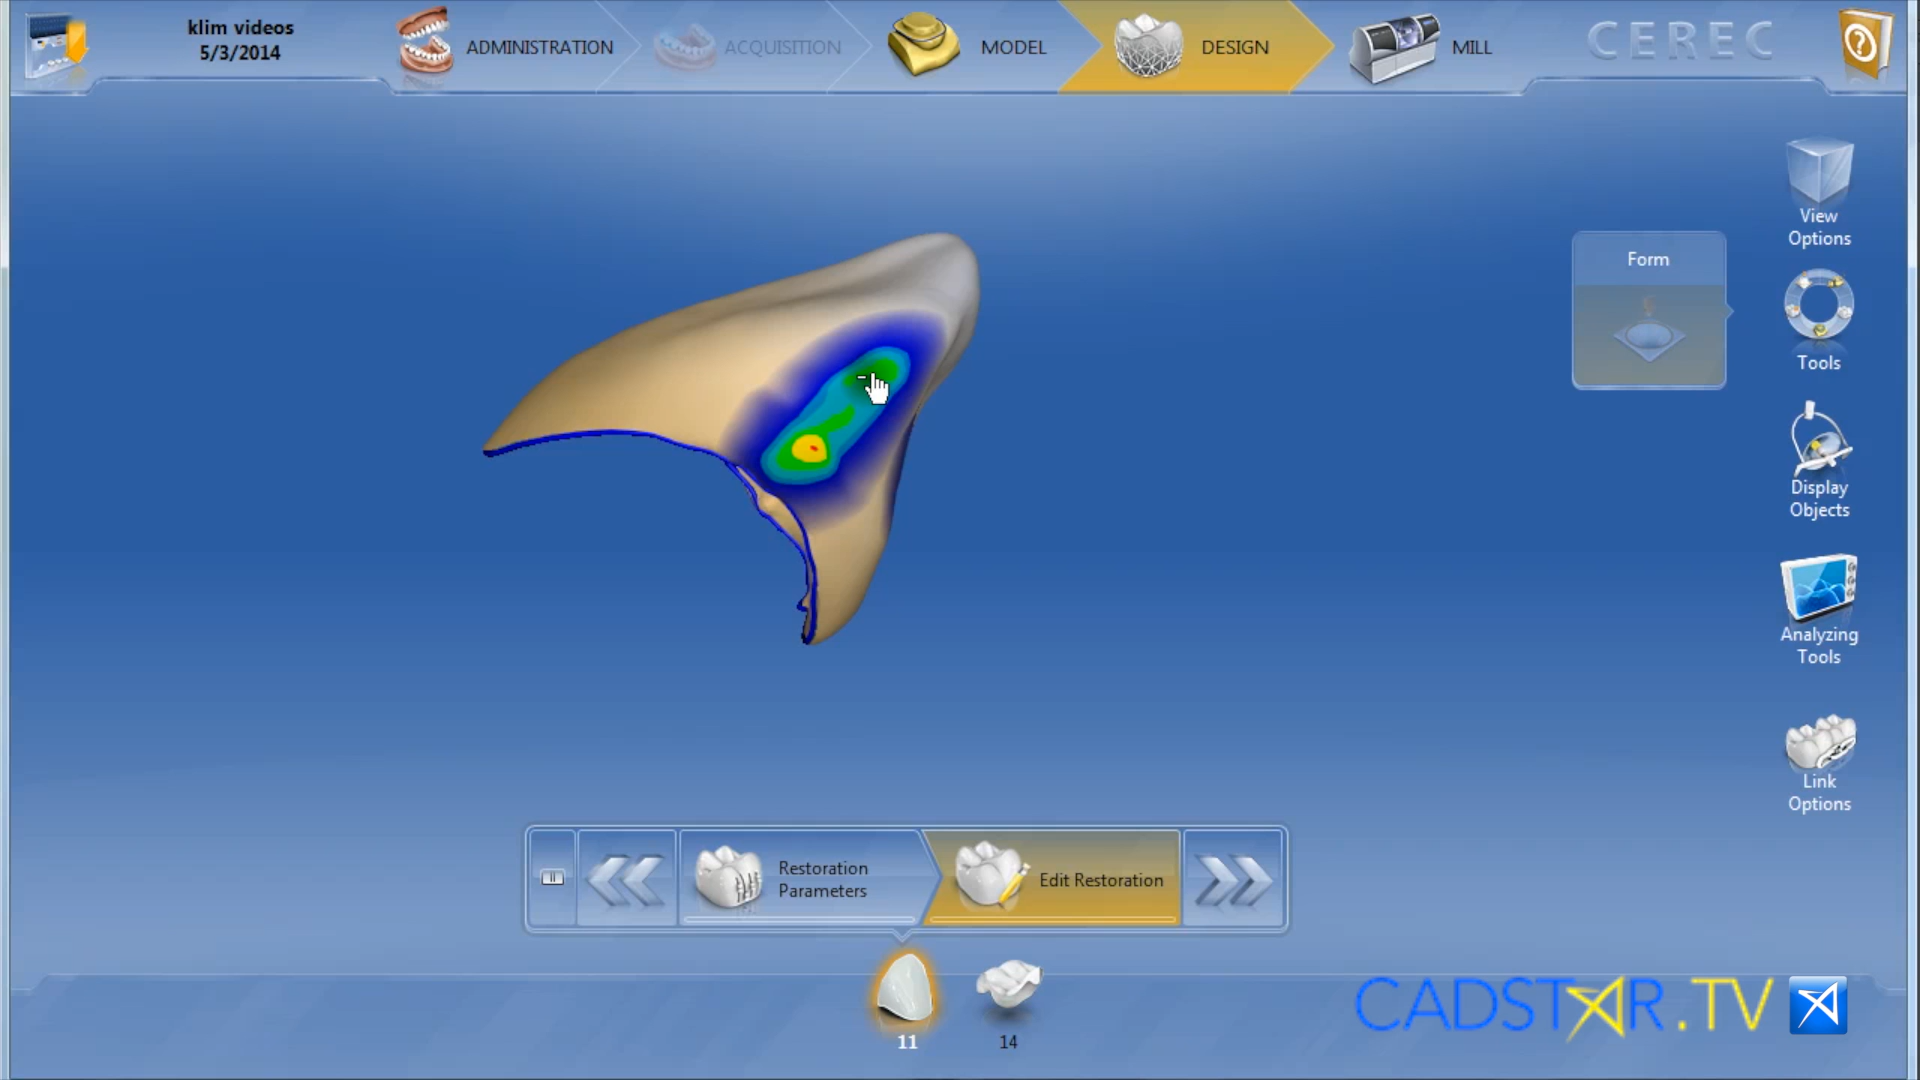 klim videos
5/3/2014
ADMINISTRATION
ACQUISITION
MODEL
DESIGN
MILL
CEREC
View
Options
Form
Tools
Display
Objects
Analyzing
Tools
Link
Options
Restoration
Parameters
Edit Restoration
11
14
CADSTAR.TV